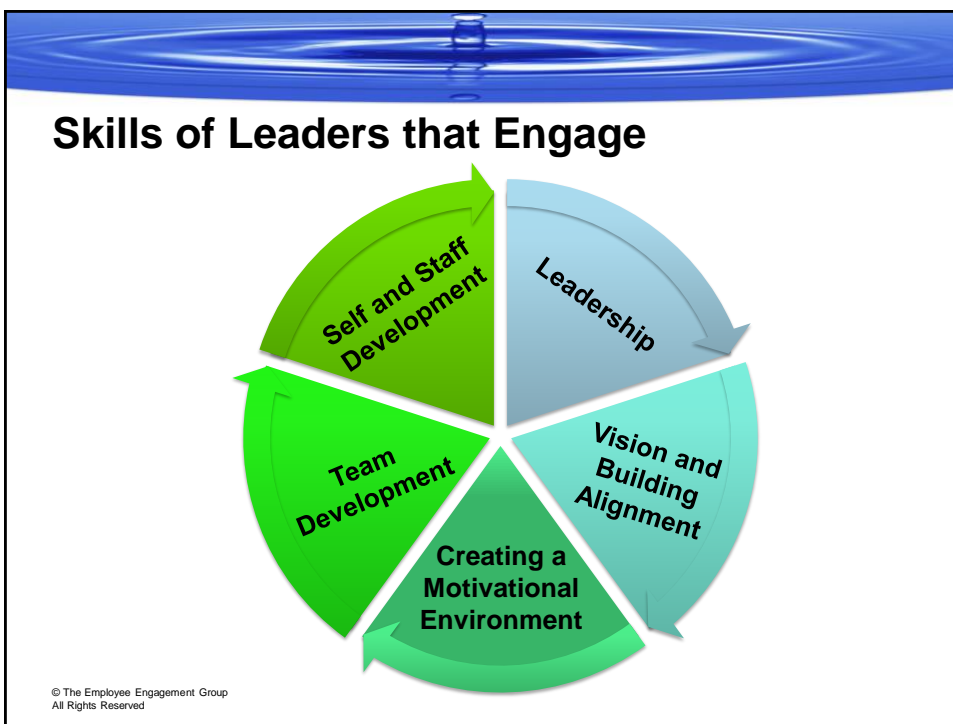 Skills of Leaders that Engage
Leadership
Vision and
Building
Alignment
Creating a
Motivational
Environment
Team
Development
Self and Staff
Development
© The Employee Engagement Group
All Rights Reserved